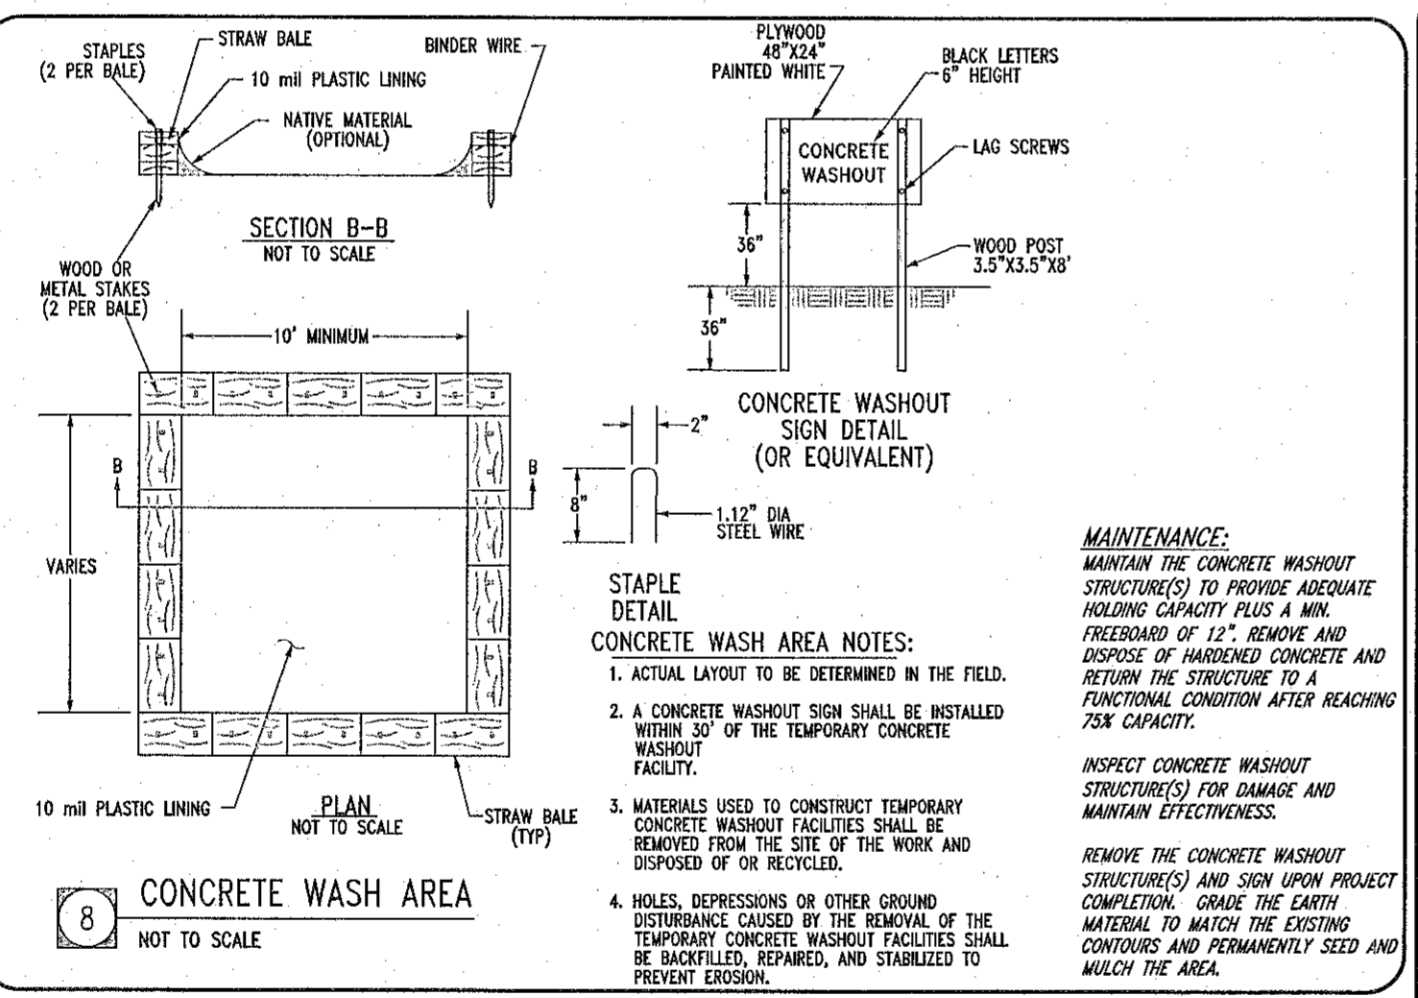 STAPLES
(2 PER BALE)
STRAW BALE
10 mil PLASTIC LINING
NATIVE MATERIAL
(OPTIONAL)
BINDER WIRE
SECTION B-B
NOT TO SCALE
WOOD OR
METAL STAKES
(2 PER BALE)
10' MINIMUM
B
B
VARIES
10 mil PLASTIC LINING
PLAN
NOT TO SCALE
STRAW BALE
(TYP)
8
CONCRETE WASH AREA
NOT TO SCALE
PLYWOOD
48"X24"
PAINTED WHITE
BLACK LETTERS
6" HEIGHT
CONCRETE
WASHOUT
LAG SCREWS
36"
WOOD POST
3.5"X3.5"X8'
36"
CONCRETE WASHOUT
SIGN DETAIL
(OR EQUIVALENT)
2"
8"
1.12" DIA
STEEL WIRE
STAPLE
DETAIL
CONCRETE WASH AREA NOTES:
1. ACTUAL LAYOUT TO BE DETERMINED IN THE FIELD.
2. A CONCRETE WASHOUT SIGN SHALL BE INSTALLED
WITHIN 30' OF THE TEMPORARY CONCRETE
WASHOUT
FACILITY.
3. MATERIALS USED TO CONSTRUCT TEMPORARY
CONCRETE WASHOUT FACILITIES SHALL BE
REMOVED FROM THE SITE OF THE WORK AND
DISPOSED OF OR RECYCLED.
4. HOLES, DEPRESSIONS OR OTHER GROUND
DISTURBANCE CAUSED BY THE REMOVAL OF THE
TEMPORARY CONCRETE WASHOUT FACILITIES SHALL
BE BACKFILLED, REPAIRED, AND STABILIZED TO
PREVENT EROSION.
MAINTENANCE:
MAINTAIN THE CONCRETE WASHOUT
STRUCTURE(S) TO PROVIDE ADEQUATE
HOLDING CAPACITY PLUS A MIN.
FREEBOARD OF 12". REMOVE AND
DISPOSE OF HARDENED CONCRETE AND
RETURN THE STRUCTURE TO A
FUNCTIONAL CONDITION AFTER REACHING
75% CAPACITY.
INSPECT CONCRETE WASHOUT
STRUCTURE(S) FOR DAMAGE AND
MAINTAIN EFFECTIVENESS.
REMOVE THE CONCRETE WASHOUT
STRUCTURE(S) AND SIGN UPON PROJECT
COMPLETION. GRADE THE EARTH
MATERIAL TO MATCH THE EXISTING
CONTOURS AND PERMANENTLY SEED AND
MULCH THE AREA.